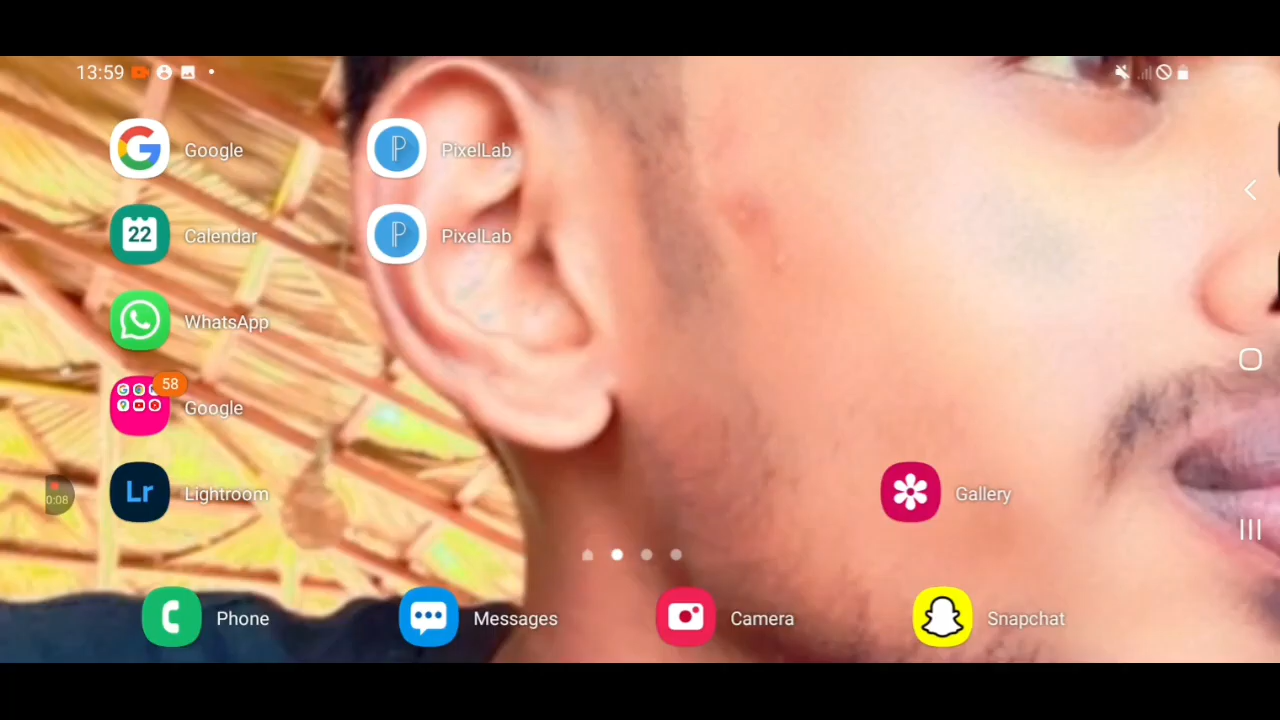 13:59
Google
PixelLab
22
Calendar
PixelLab
WhatsApp
58
Google
Lr
Lightroom
0:08
Gallery
Phone
Messages
Camera
Snapchat